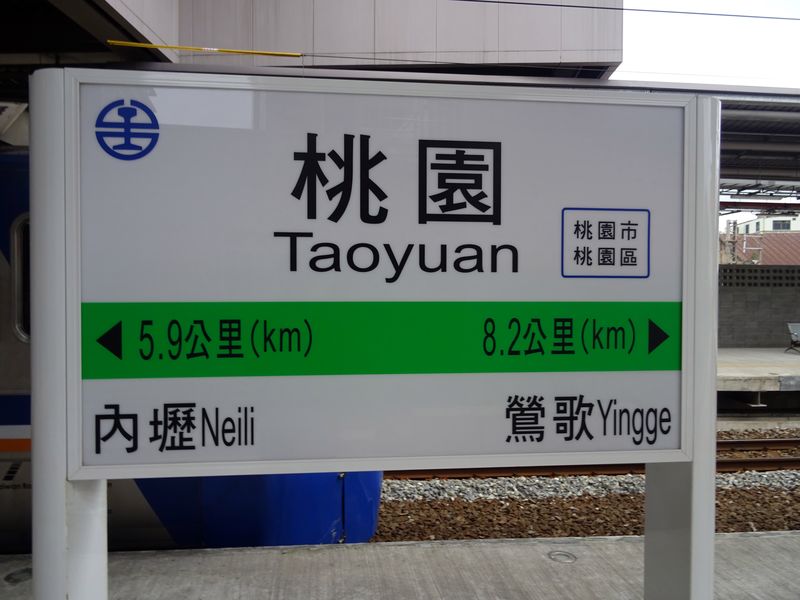 桃園
Taoyuan
桃園市
桃園區
5.9公里(km)
8.2公里(km)
內壢Neili
鶯歌Yingge